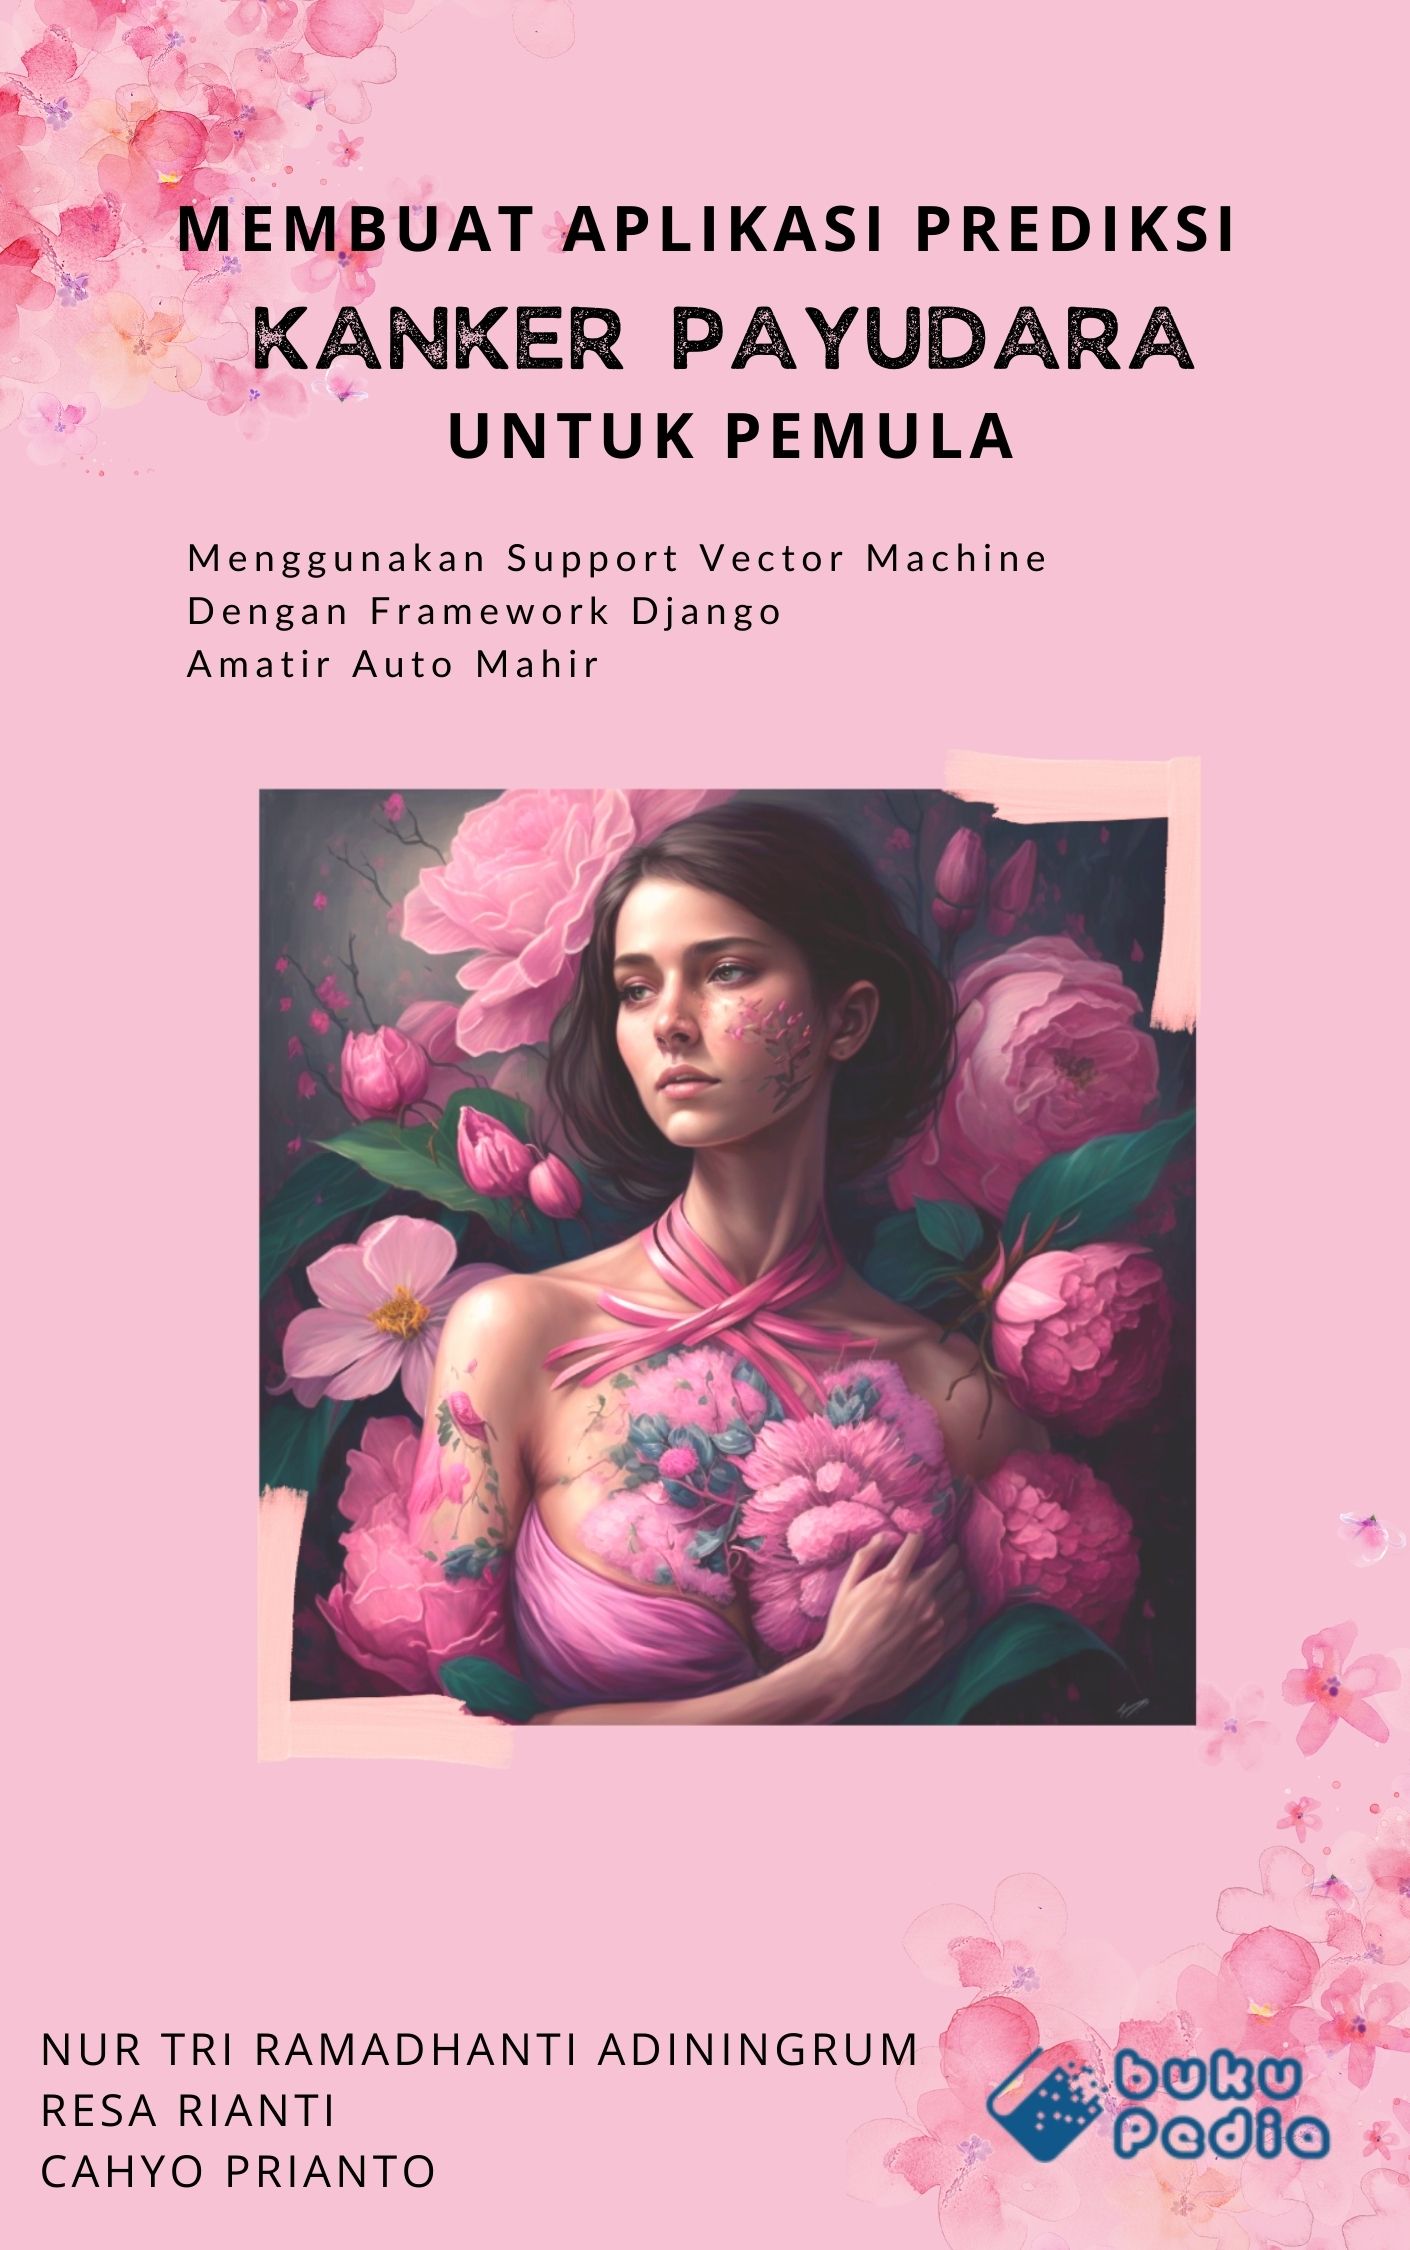 MEMBUAT APLIKASI PREDIKSI
KANKER PAYUDARA
UNTUK PEMULA
Menggunakan Support Vector Machine
Dengan Framework Django
Amatir Auto Mahir
NUR TRI RAMADHANTI ADININGRUM
RESA RIANTI
CAHYO PRIANTO
buku
Pedia